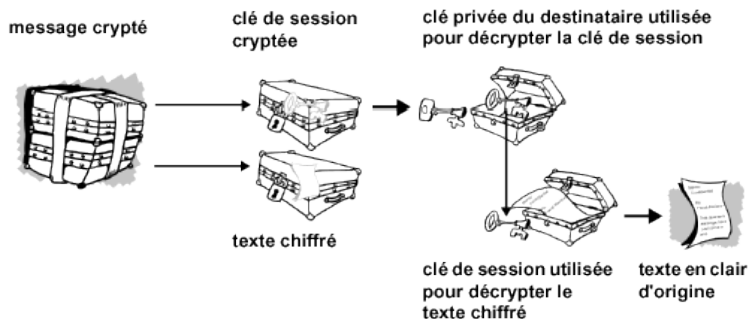 message crypté
clé de session
cryptée
clé privée du destinataire utilisée
pour décrypter la clé de session
texte chiffré
clé de session utilisée
pour décrypter le
texte chiffré
texte en clair
d'origine